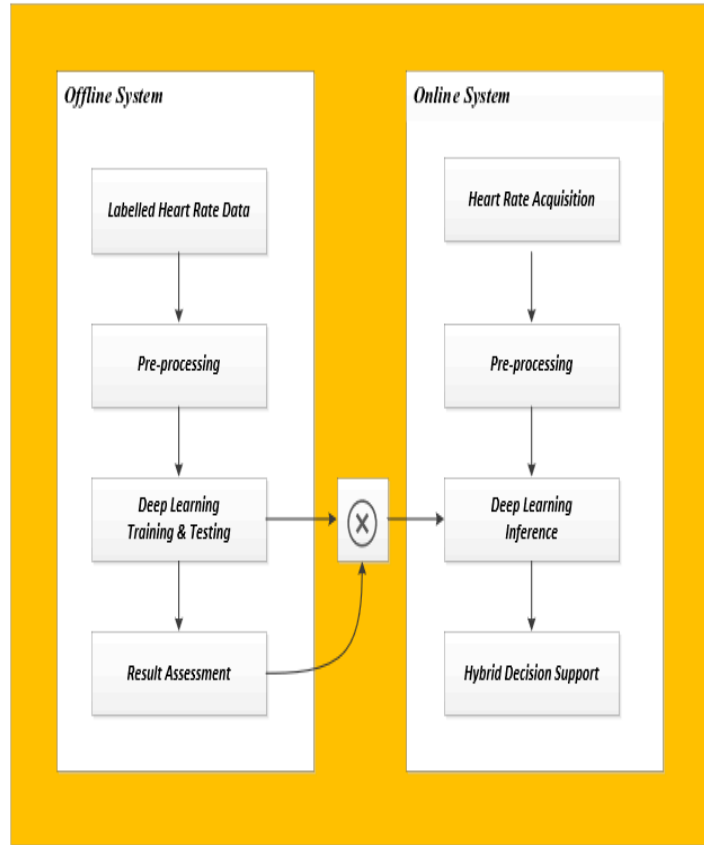 Offline System
Labelled Heart Rate Data
Pre-processing
Deep Learning
Training & Testing
Result Assessment
Online System
Heart Rate Acquisition
Pre-processing
Deep Learning
Inference
Hybrid Decision Support